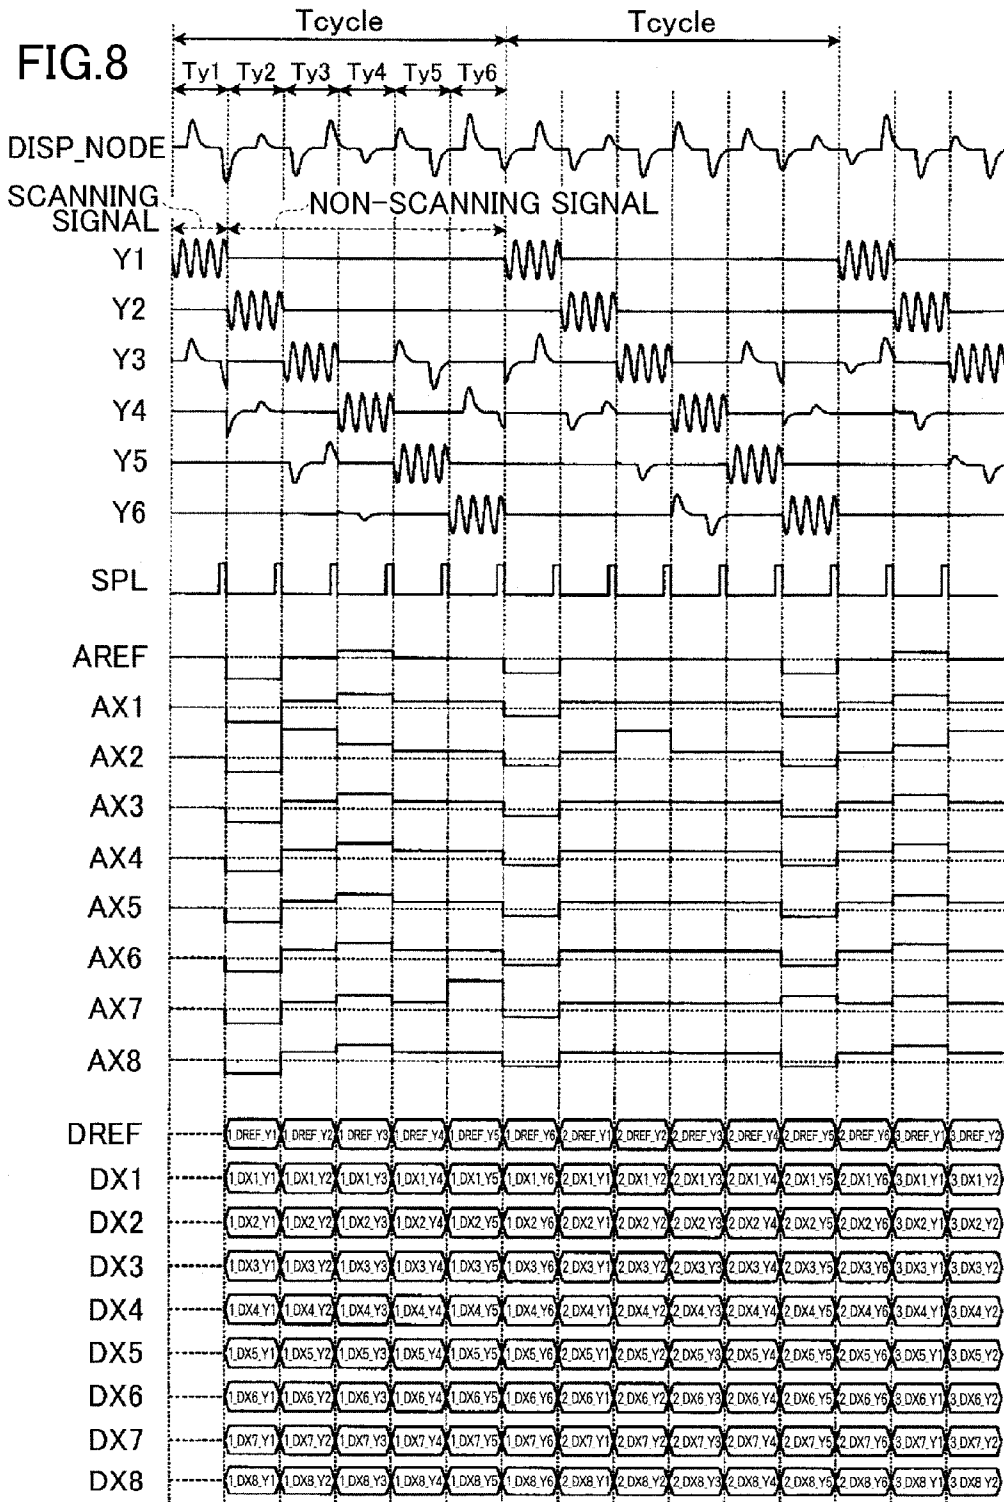 Tcycle Tcycle
FIG.8
Ty1 Ty2 Ty3 Ty4 Ty5 Ty6
DISP_NODE
SCANNING SIGNAL
NON-SCANNING SIGNAL
Y1
Y2
Y3
Y4
Y5
Y6
SPL
AREF
AX1
AX2
AX3
AX4
AX5
AX6
AX7
AX8
DREF 1_DREF_Y1 1_DREF_Y2 1_DREF_Y3 1_DREF_Y4 1_DREF_Y5 1_DREF_Y6 2_DREF_Y1 2_DREF_Y2 2_DREF_Y3 2_DREF_Y4 2_DREF_Y5 2_DREF_Y6 3_DREF_Y1 3_DREF_Y2
DX1 1_DX1_Y1 1_DX1_Y2 1_DX1_Y3 1_DX1_Y4 1_DX1_Y5 1_DX1_Y6 2_DX1_Y1 2_DX1_Y2 2_DX1_Y3 2_DX1_Y4 2_DX1_Y5 2_DX1_Y6 3_DX1_Y1 3_DX1_Y2
DX2 1_DX2_Y1 1_DX2_Y2 1_DX2_Y3 1_DX2_Y4 1_DX2_Y5 1_DX2_Y6 2_DX2_Y1 2_DX2_Y2 2_DX2_Y3 2_DX2_Y4 2_DX2_Y5 2_DX2_Y6 3_DX2_Y1 3_DX2_Y2
DX3 1_DX3_Y1 1_DX3_Y2 1_DX3_Y3 1_DX3_Y4 1_DX3_Y5 1_DX3_Y6 2_DX3_Y1 2_DX3_Y2 2_DX3_Y3 2_DX3_Y4 2_DX3_Y5 2_DX3_Y6 3_DX3_Y1 3_DX3_Y2
DX4 1_DX4_Y1 1_DX4_Y2 1_DX4_Y3 1_DX4_Y4 1_DX4_Y5 1_DX4_Y6 2_DX4_Y1 2_DX4_Y2 2_DX4_Y3 2_DX4_Y4 2_DX4_Y5 2_DX4_Y6 3_DX4_Y1 3_DX4_Y2
DX5 1_DX5_Y1 1_DX5_Y2 1_DX5_Y3 1_DX5_Y4 1_DX5_Y5 1_DX5_Y6 2_DX5_Y1 2_DX5_Y2 2_DX5_Y3 2_DX5_Y4 2_DX5_Y5 2_DX5_Y6 3_DX5_Y1 3_DX5_Y2
DX6 1_DX6_Y1 1_DX6_Y2 1_DX6_Y3 1_DX6_Y4 1_DX6_Y5 1_DX6_Y6 2_DX6_Y1 2_DX6_Y2 2_DX6_Y3 2_DX6_Y4 2_DX6_Y5 2_DX6_Y6 3_DX6_Y1 3_DX6_Y2
DX7 1_DX7_Y1 1_DX7_Y2 1_DX7_Y3 1_DX7_Y4 1_DX7_Y5 1_DX7_Y6 2_DX7_Y1 2_DX7_Y2 2_DX7_Y3 2_DX7_Y4 2_DX7_Y5 2_DX7_Y6 3_DX7_Y1 3_DX7_Y2
DX8 1_DX8_Y1 1_DX8_Y2 1_DX8_Y3 1_DX8_Y4 1_DX8_Y5 1_DX8_Y6 2_DX8_Y1 2_DX8_Y2 2_DX8_Y3 2_DX8_Y4 2_DX8_Y5 2_DX8_Y6 3_DX8_Y1 3_DX8_Y2